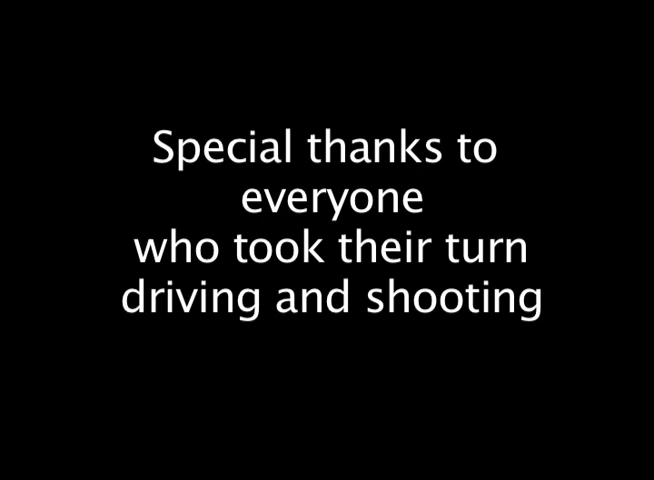 Special thanks to
everyone
who took their turn
driving and shooting